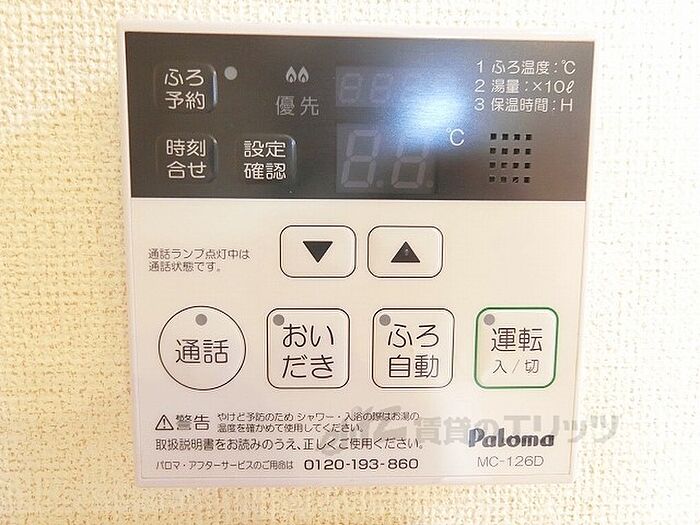 ふろ
予約
優先
1 ふろ温度:℃
2 湯量:×10ℓ
3 保温時間:H
時刻
合せ
設定
確認
℃
通話ランプ点灯中は
通話状態です。
▼
▲
通話
おい
だき
ふろ
自動
運転
入/切
⚠警告 やけど予防のため シャワー・入浴の際はお湯の
温度を確かめて使用してください。
取扱説明書をお読みのうえ、正しくご使用ください。
パロマ・アフターサービスのご用命は 0120-193-860
Paloma
MC-126D
賃貸のエリッツ